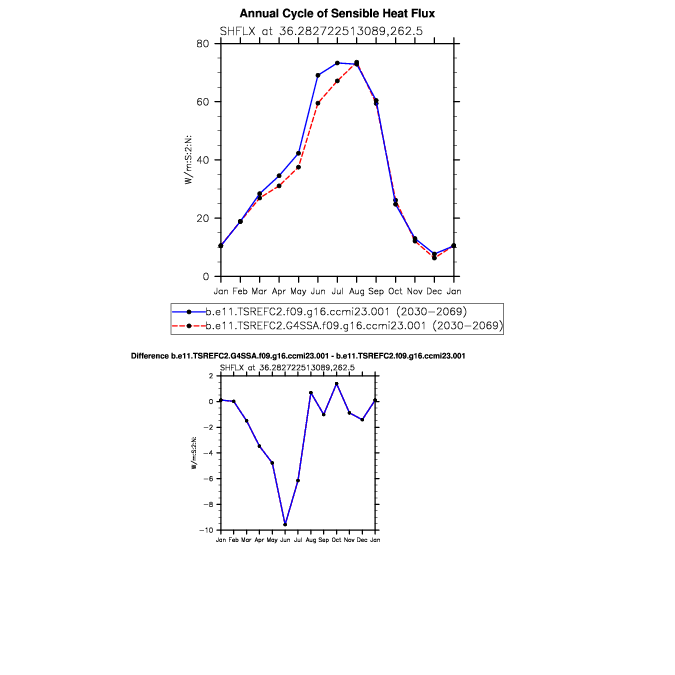 Annual Cycle of Sensible Heat Flux
SHFLX at 36.282722513089,262.5
80
60
40
20
0
W/m:S:2:N:
Jan Feb Mar Apr May Jun Jul Aug Sep Oct Nov Dec Jan
b.e11.TSREFC2.f09.g16.ccmi23.001 (2030-2069)
b.e11.TSREFC2.G4SSA.f09.g16.ccmi23.001 (2030-2069)
Difference b.e11.TSREFC2.G4SSA.f09.g16.ccmi23.001 - b.e11.TSREFC2.f09.g16.ccmi23.001
SHFLX at 36.282722513089,262.5
2
0
-2
-4
-6
-8
-10
W/m:S:2:N:
Jan Feb Mar Apr May Jun Jul Aug Sep Oct Nov Dec Jan